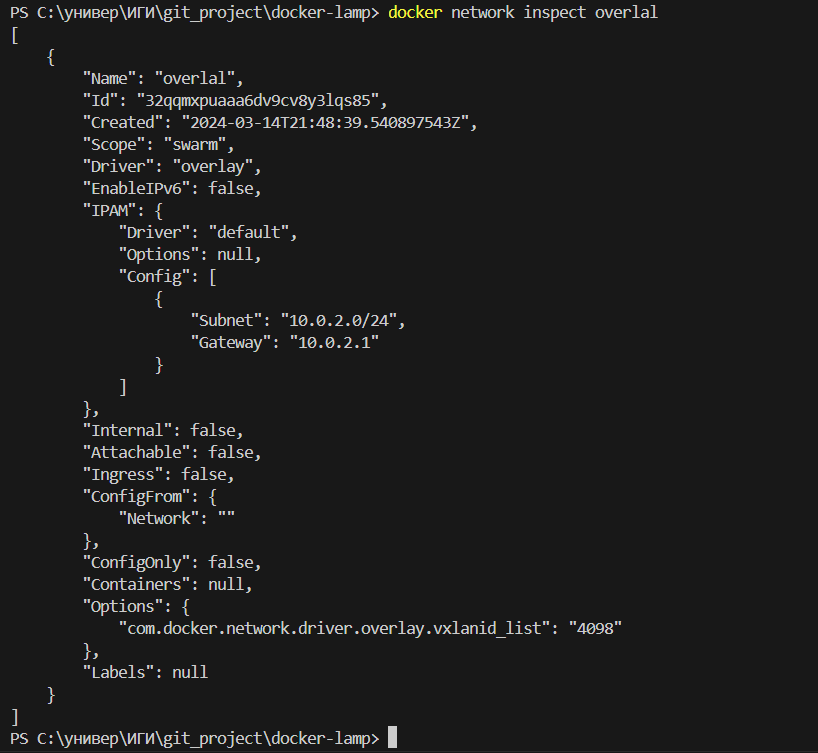 PS C:\универ\ИГИ\git_project\docker-lamp> docker network inspect overlal
[
    {
        "Name": "overlal",
        "Id": "32qqmxpuaaa6dv9cv8y3lqs85",
        "Created": "2024-03-14T21:48:39.540897543Z",
        "Scope": "swarm",
        "Driver": "overlay",
        "EnableIPv6": false,
        "IPAM": {
            "Driver": "default",
            "Options": null,
            "Config": [
                {
                    "Subnet": "10.0.2.0/24",
                    "Gateway": "10.0.2.1"
                }
            ]
        },
        "Internal": false,
        "Attachable": false,
        "Ingress": false,
        "ConfigFrom": {
            "Network": ""
        },
        "ConfigOnly": false,
        "Containers": null,
        "Options": {
            "com.docker.network.driver.overlay.vxlanid_list": "4098"
        },
        "Labels": null
    }
]
PS C:\универ\ИГИ\git_project\docker-lamp>